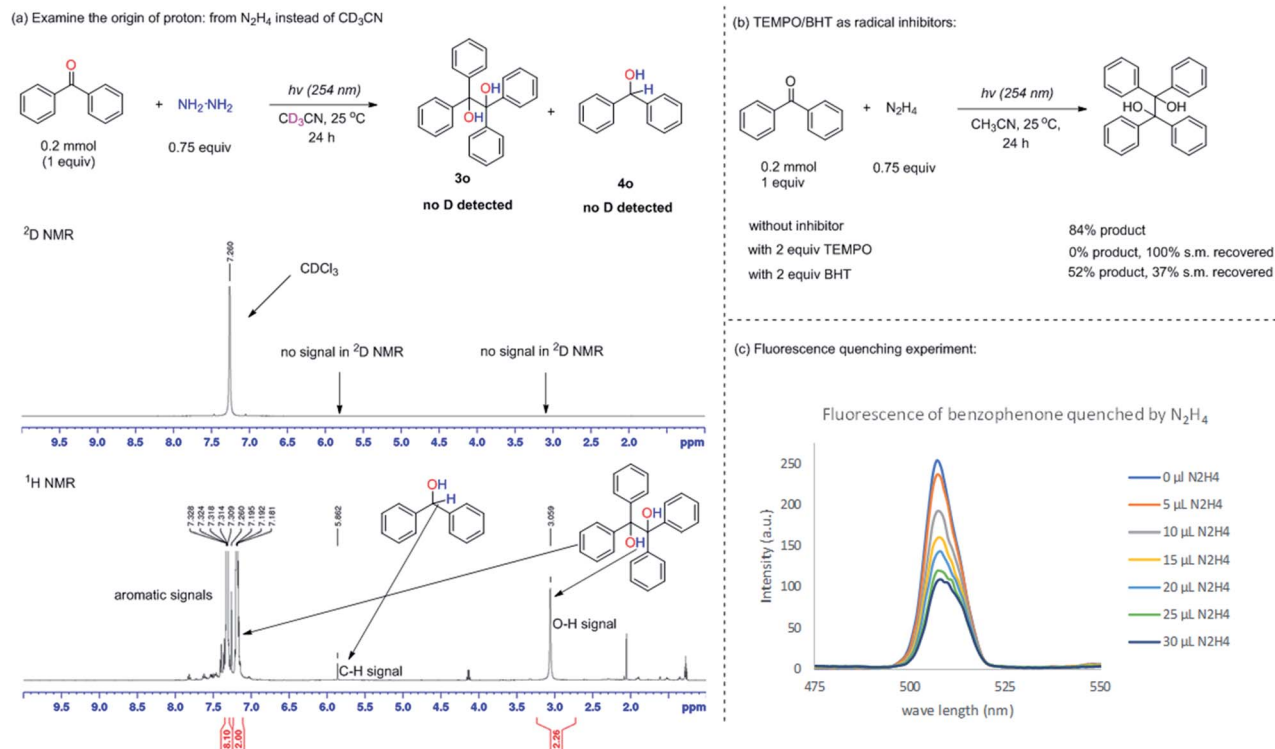 (a) Examine the origin of proton: from N2H4 instead of CD3CN
O
+
NH2-NH2
hv (254 nm)
CD3CN, 25 °C
24 h
0.2 mmol
(1 equiv)
0.75 equiv
OH
OH
+
OH
H
3o
4o
no D detected
no D detected
2D NMR
7.260
CDCl3
no signal in 2D NMR
no signal in 2D NMR
9.5 9.0 8.5 8.0 7.5 7.0 6.5 6.0 5.5 5.0 4.5 4.0 3.5 3.0 2.5 2.0 ppm
1H NMR
7.328
7.324
7.318
7.314
7.309
7.260
7.195
7.192
7.181
5.862
3.059
OH
H
OH
OH
aromatic signals
C-H signal
O-H signal
9.5 9.0 8.5 8.0 7.5 7.0 6.5 6.0 5.5 5.0 4.5 4.0 3.5 3.0 2.5 2.0 ppm
8.10
2.00
2.26
(b) TEMPO/BHT as radical inhibitors:
O
+
N2H4
hv (254 nm)
CH3CN, 25 °C,
24 h
HO
OH
0.2 mmol
1 equiv
0.75 equiv
without inhibitor 84% product
with 2 equiv TEMPO 0% product, 100% s.m. recovered
with 2 equiv BHT 52% product, 37% s.m. recovered
(c) Fluorescence quenching experiment:
Fluorescence of benzophenone quenched by N2H4
Intensity (a.u.)
250
200
150
100
50
0
475 500 525 550
wave length (nm)
0 µl N2H4
5 µL N2H4
10 µL N2H4
15 µL N2H4
20 µL N2H4
25 µL N2H4
30 µL N2H4